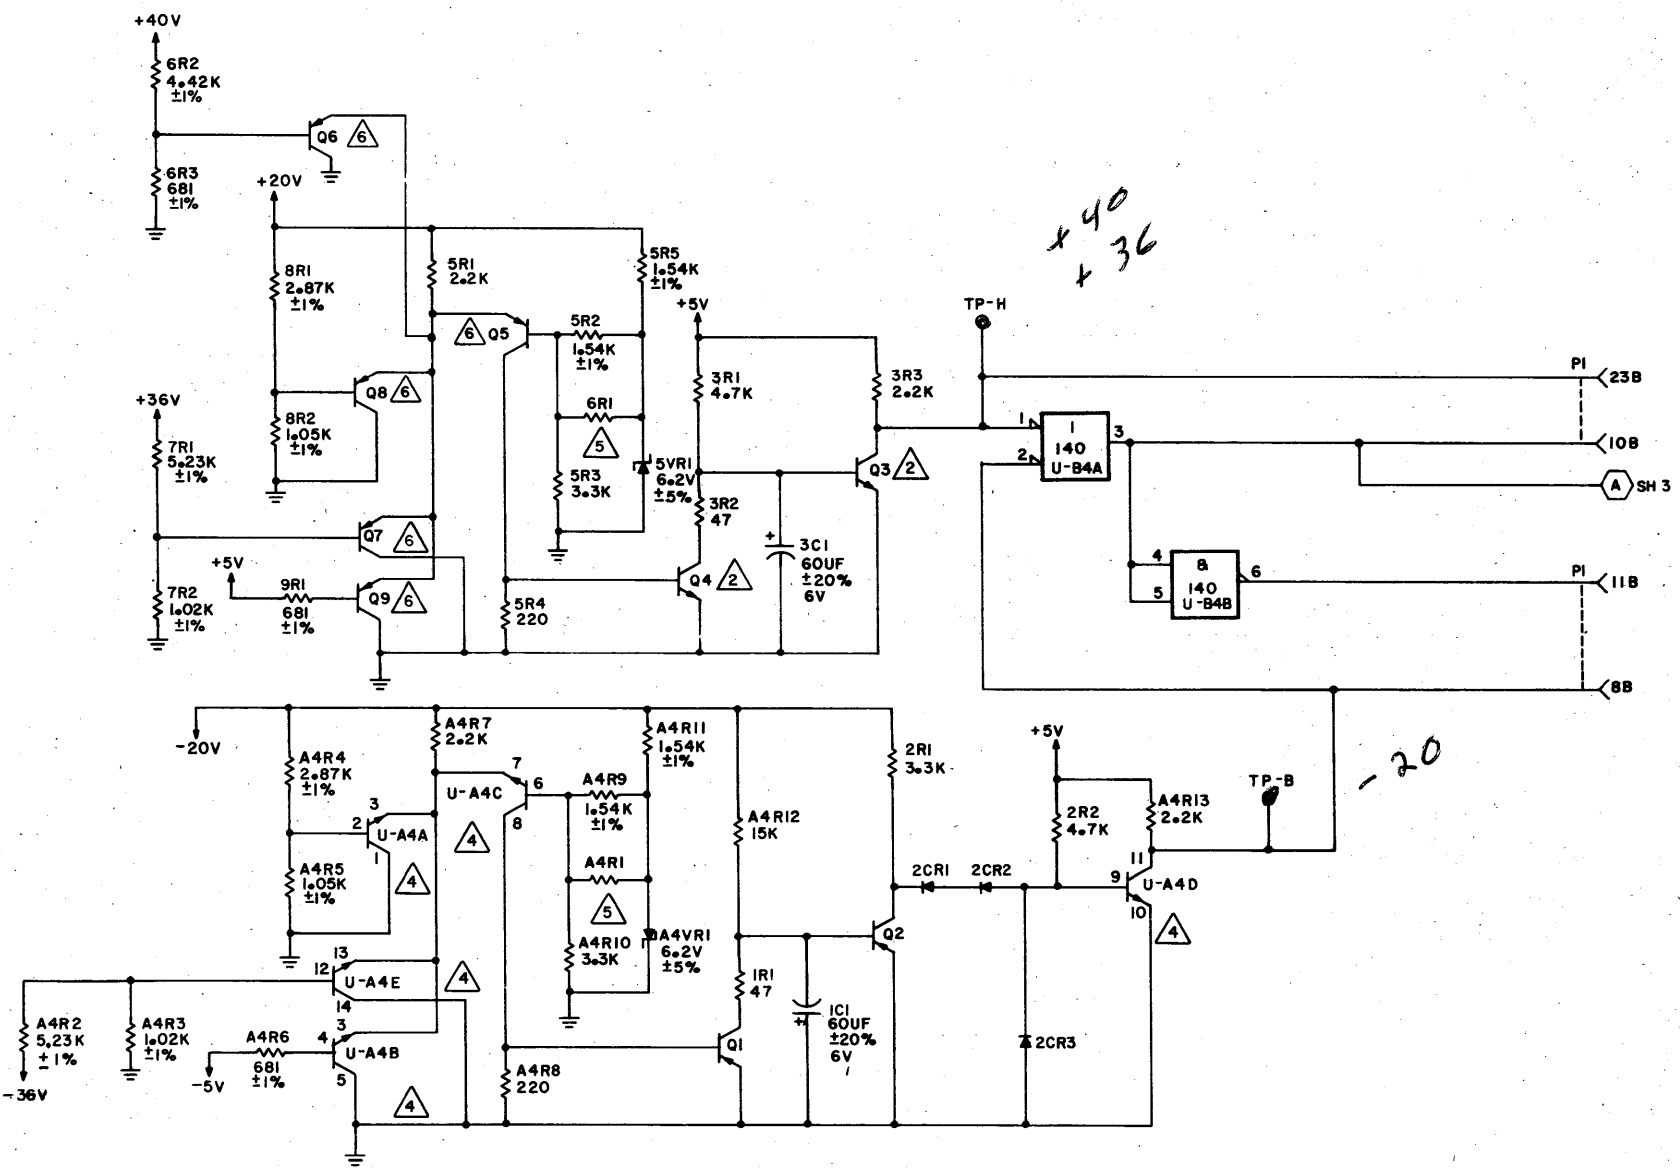 +40V
6R2
4.42K
±1%
Q6
6
6R3
681
±1%
+20V
+40
+36
8R1
2.87K
±1%
5R1
2.2K
5R5
1.54K
±1%
+5V
TP-H
6
Q5
5R2
1.54K
±1%
P1
23B
3R1
4.7K
3R3
2.2K
+36V
Q8
6
8R2
1.05K
±1%
6R1
5
7R1
5.23K
±1%
1
2
1
140
U-B4A
3
10B
5R3
3.3K
5VR1
6.2V
±5%
Q3
2
A
SH 3
3R2
47
Q7
6
+
3C1
60UF
±20%
6V
4
5
&
140
U-B4B
6
P1
11B
+5V
9R1
681
±1%
Q9
6
Q4
2
7R2
1.02K
±1%
5R4
220
8B
-20V
A4R4
2.87K
±1%
A4R7
2.2K
A4R11
1.54K
±1%
2R1
3.3K
+5V
-20
TP-B
7
U-A4C
6
8
A4R9
1.54K
±1%
3
2
U-A4A
1
4
4
A4R12
15K
2R2
4.7K
A4R13
2.2K
A4R5
1.05K
±1%
A4R1
5
2CR1
2CR2
11
9
U-A4D
10
4
A4R10
3.3K
A4VR1
6.2V
±5%
Q2
13
12
U-A4E
14
4
1R1
47
A4R2
5.23K
±1%
-36V
A4R3
1.02K
±1%
A4R6
681
±1%
-5V
3
4
U-A4B
5
+
1C1
60UF
±20%
6V
Q1
2CR3
A4R8
220
4